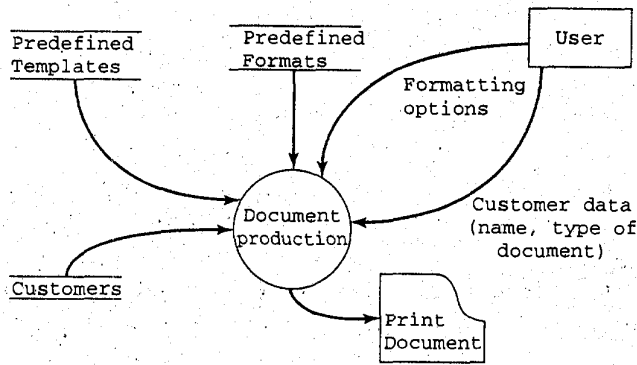 Predefined
Templates
Predefined
Formats
User
Formatting
options
Document
production
Customer data
(name, type of
document)
Customers
Print
Document